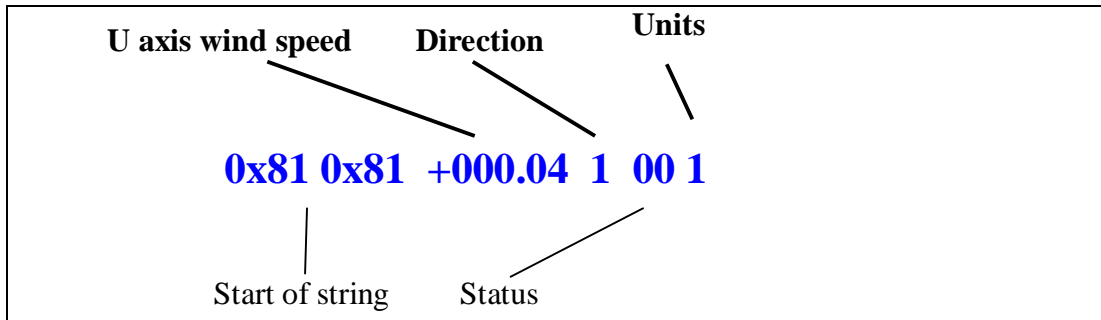 U axis wind speed Direction Units
0x81 0x81 +000.04 1 00 1
Start of string Status